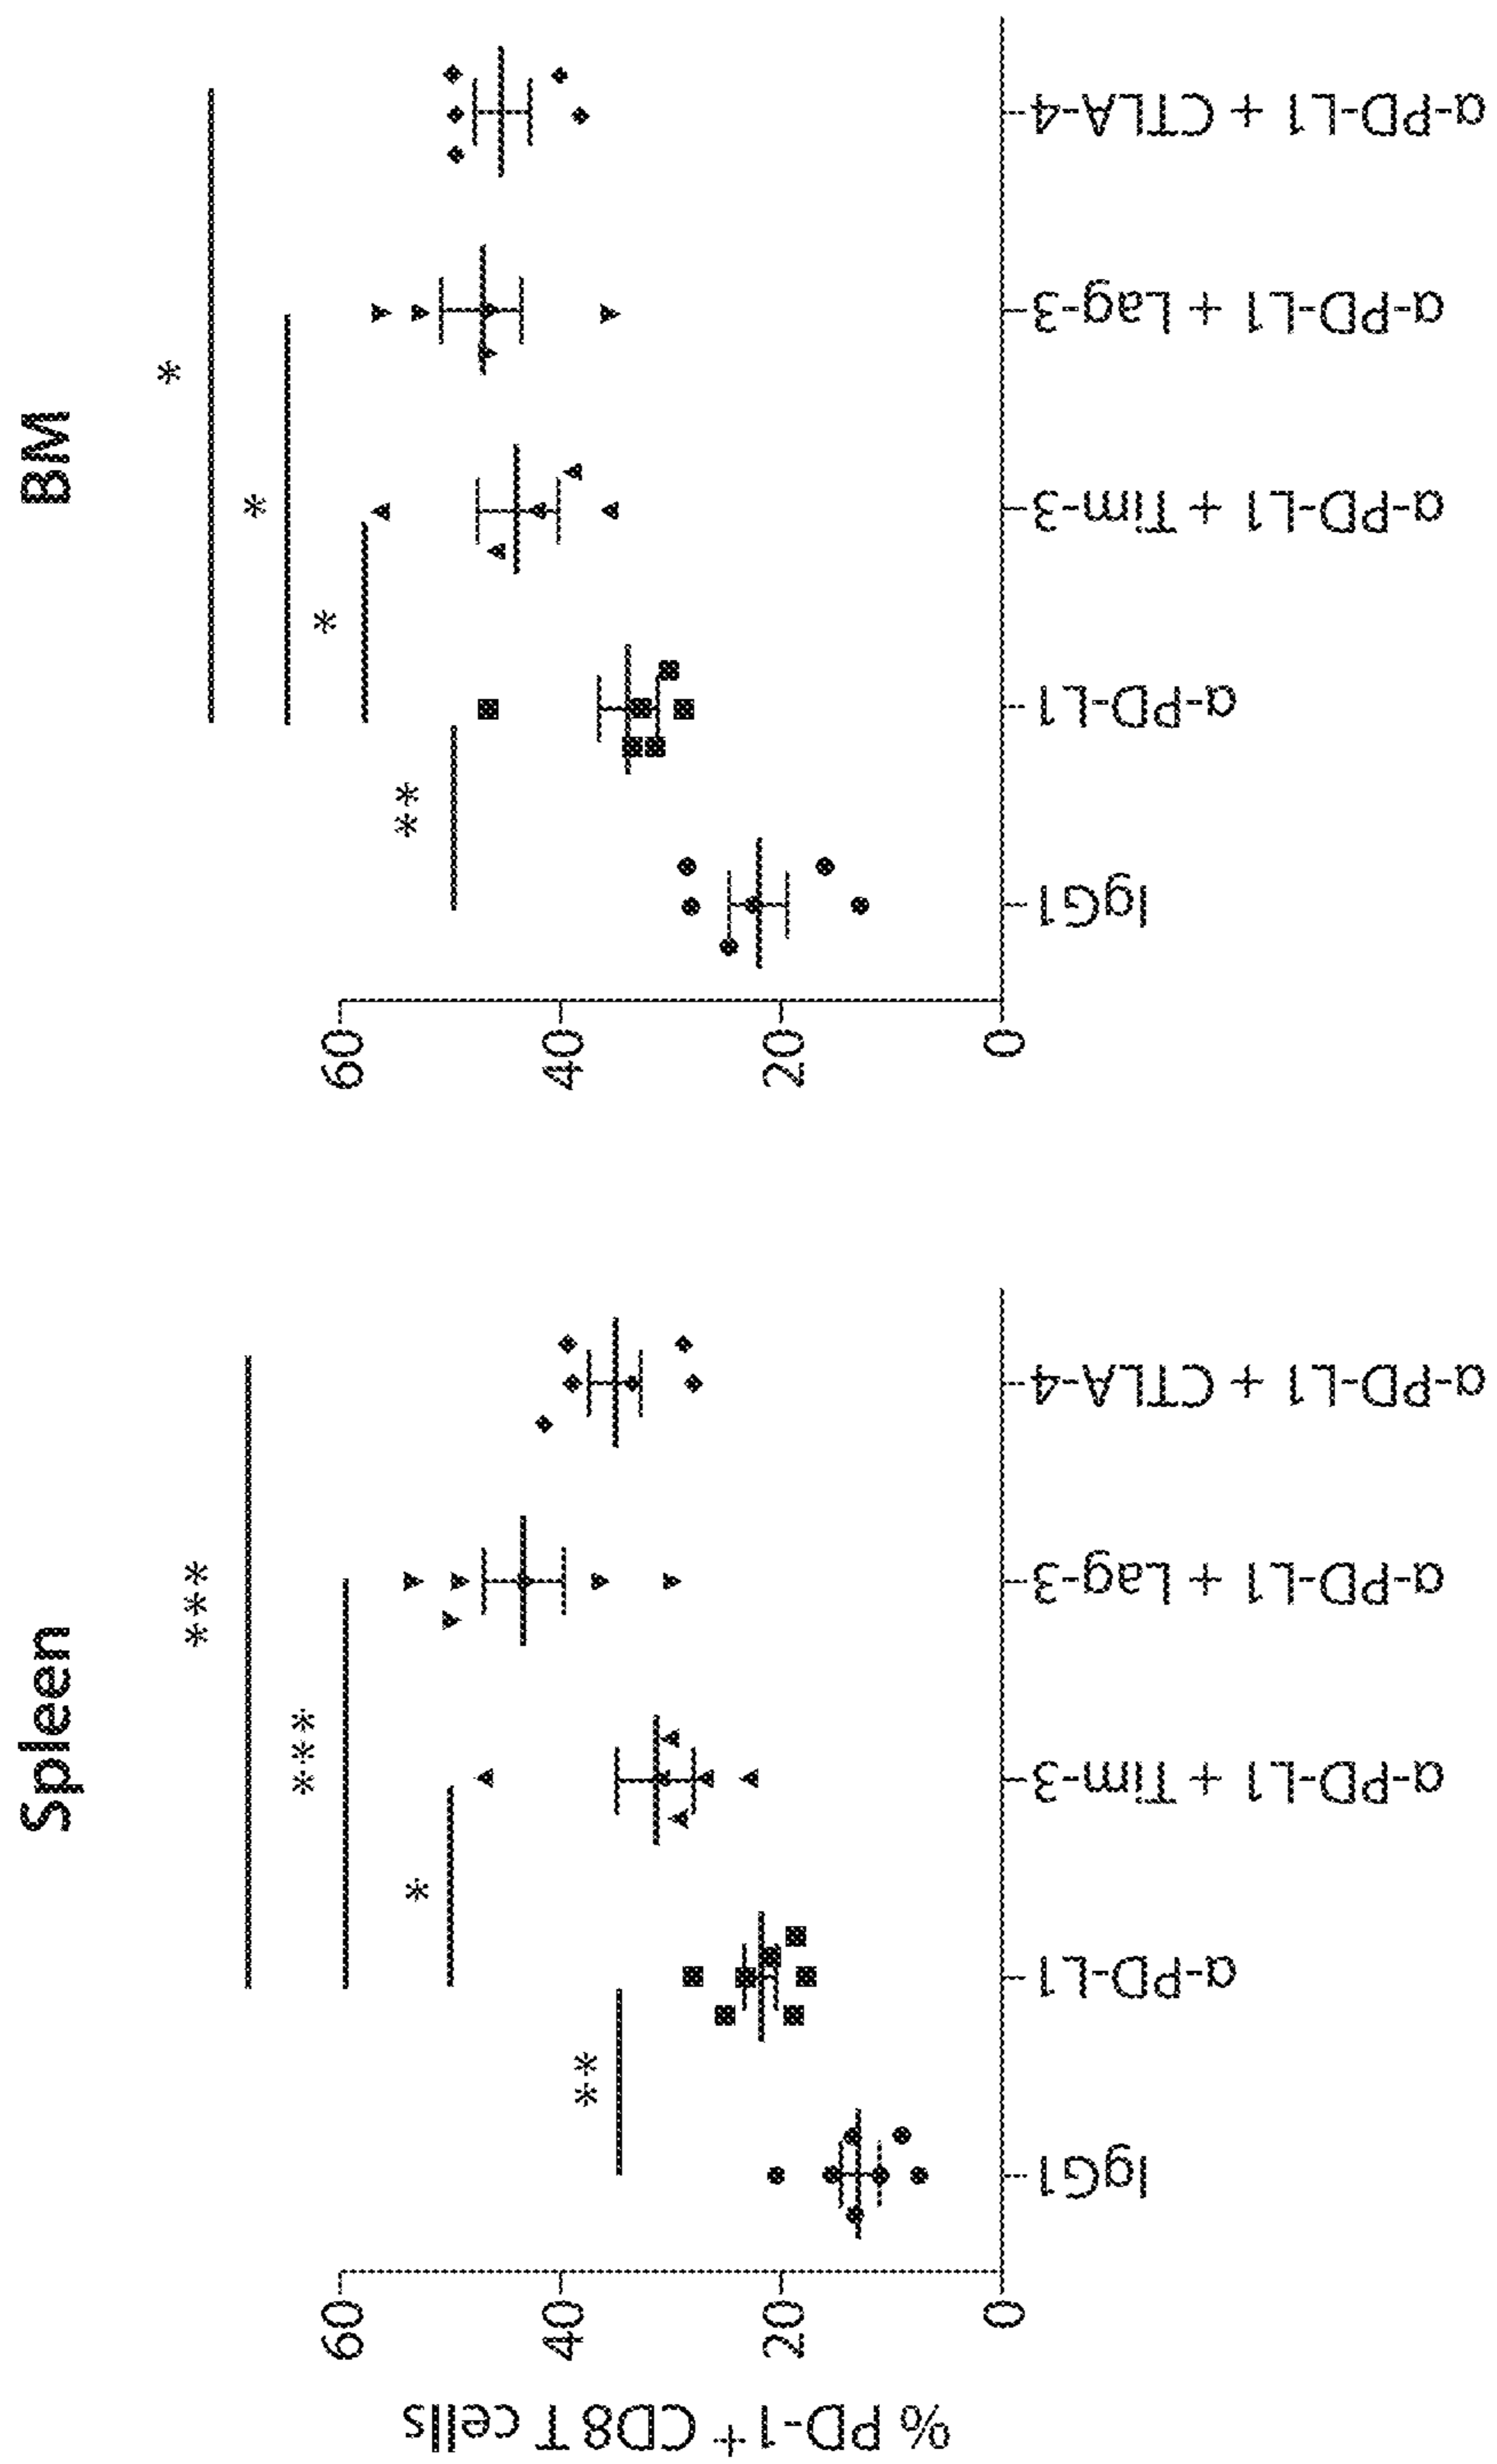 Spleen
% PD-1+ CD8 T cells
60
40
20
0
**
*
***
***
IgG1
α-PD-L1
α-PD-L1 + Tim-3
α-PD-L1 + Lag-3
α-PD-L1 + CTLA-4
BM
60
40
20
0
**
*
*
*
IgG1
α-PD-L1
α-PD-L1 + Tim-3
α-PD-L1 + Lag-3
α-PD-L1 + CTLA-4